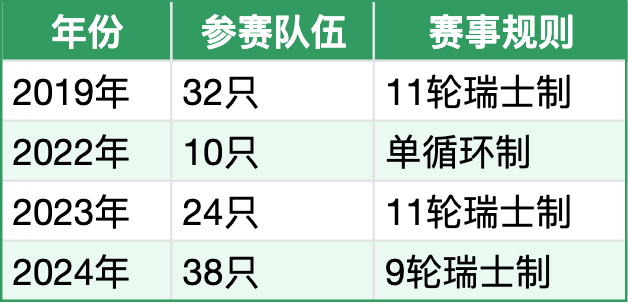 年份 参赛队伍 赛事规则
2019年 32只 11轮瑞士制
2022年 10只 单循环制
2023年 24只 11轮瑞士制
2024年 38只 9轮瑞士制